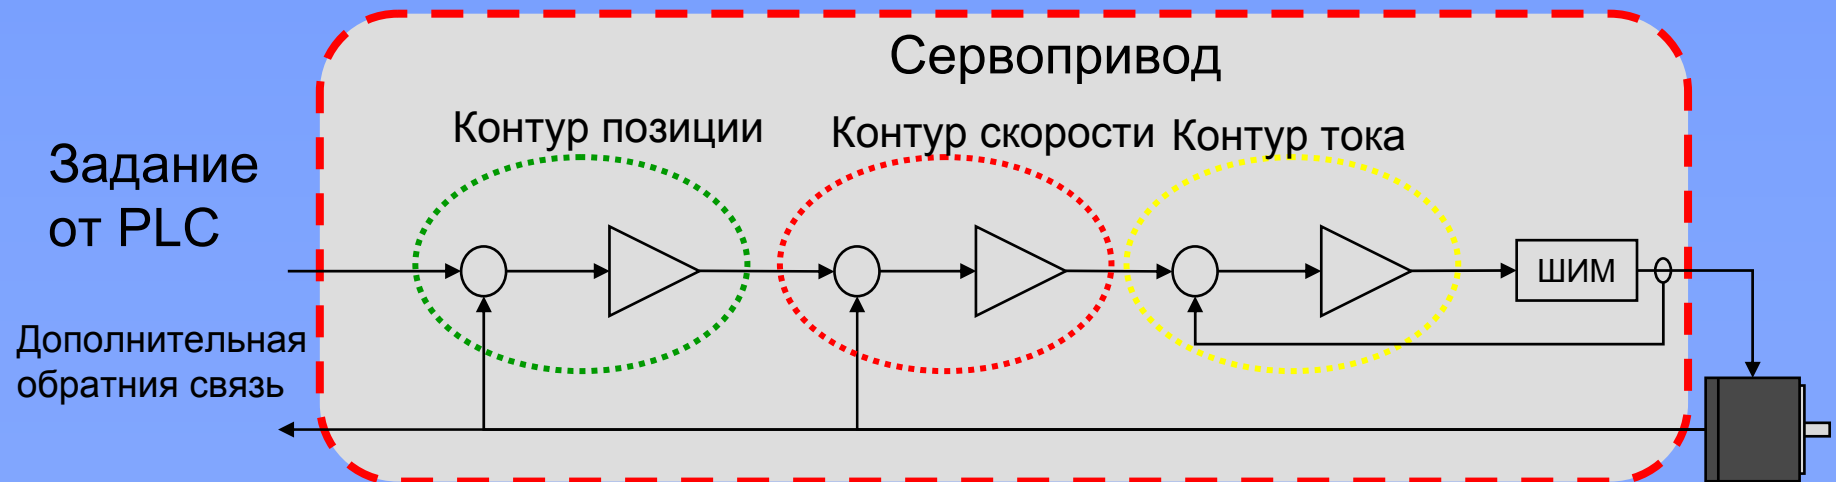 Сервопривод
Контур позиции
Контур скорости
Контур тока
Задание
от PLC
ШИМ
Дополнительная
обратния связь